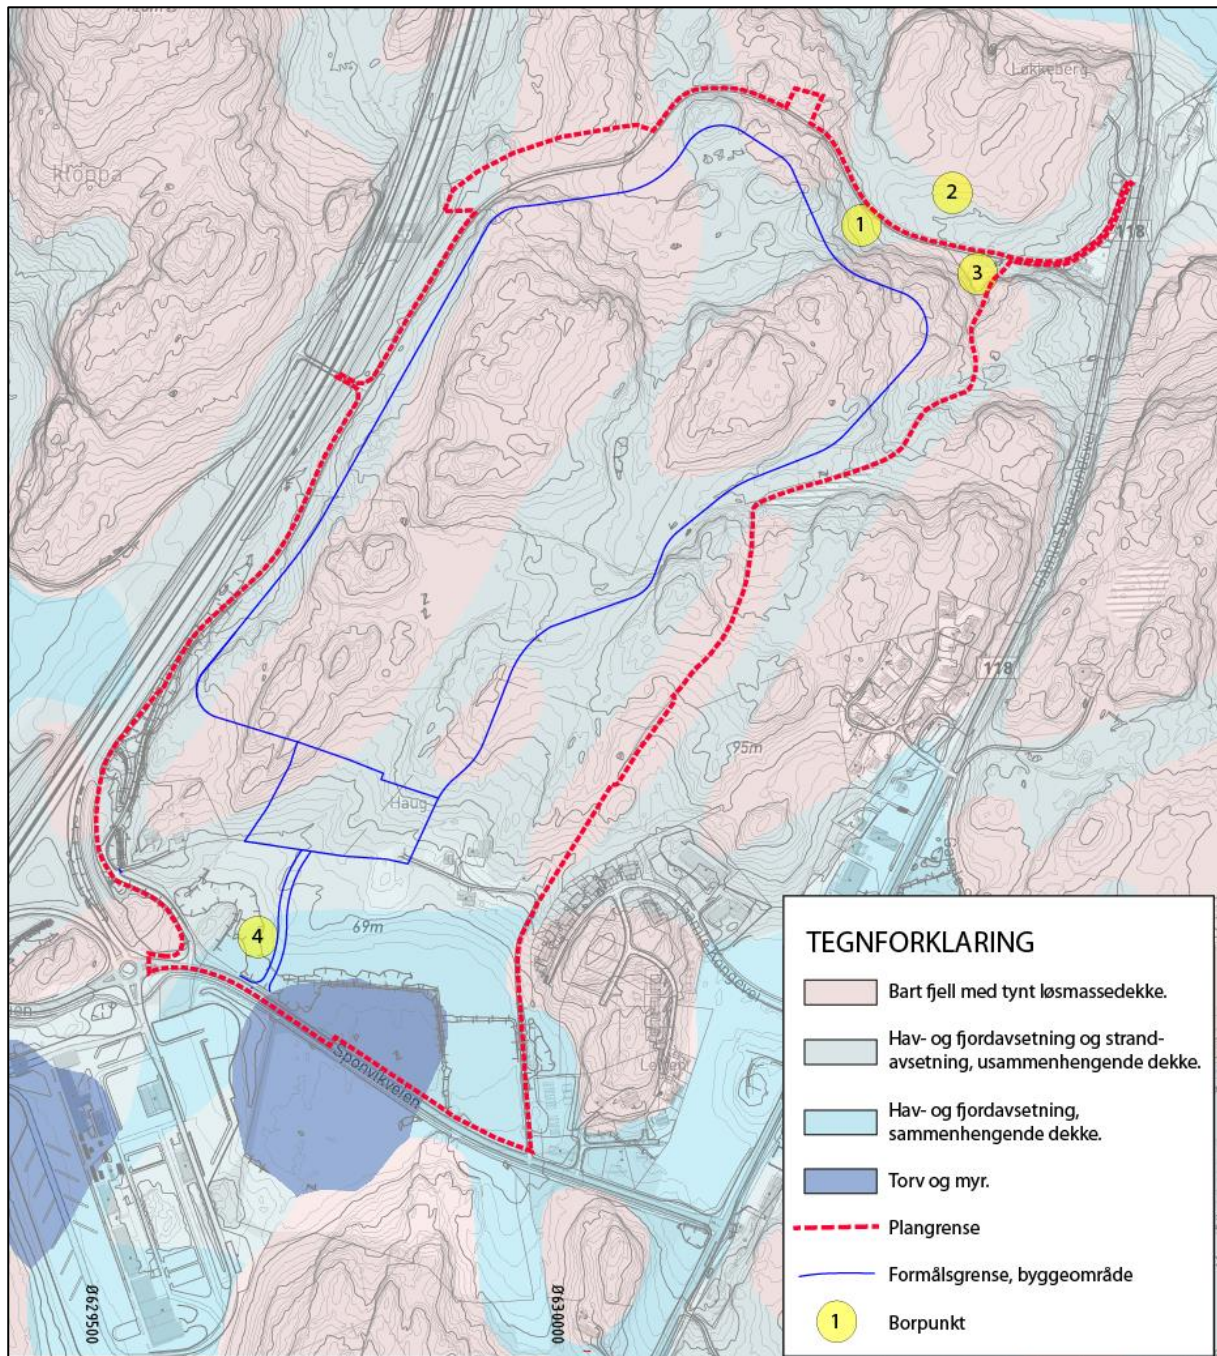 Løkkeberg
Kloppa
2
118
1
3
118
95m
Haug
4
69m
Sponvikveien
Ø629500
Ø630000
TEGNFORKLARING
Bart fjell med tynt løsmassedekke.
Hav- og fjordavsetning og strand-
avsetning, usammenhengende dekke.
Hav- og fjordavsetning,
sammenhengende dekke.
Torv og myr.
Plangrense
Formålsgrense, byggeområde
1
Borpunkt